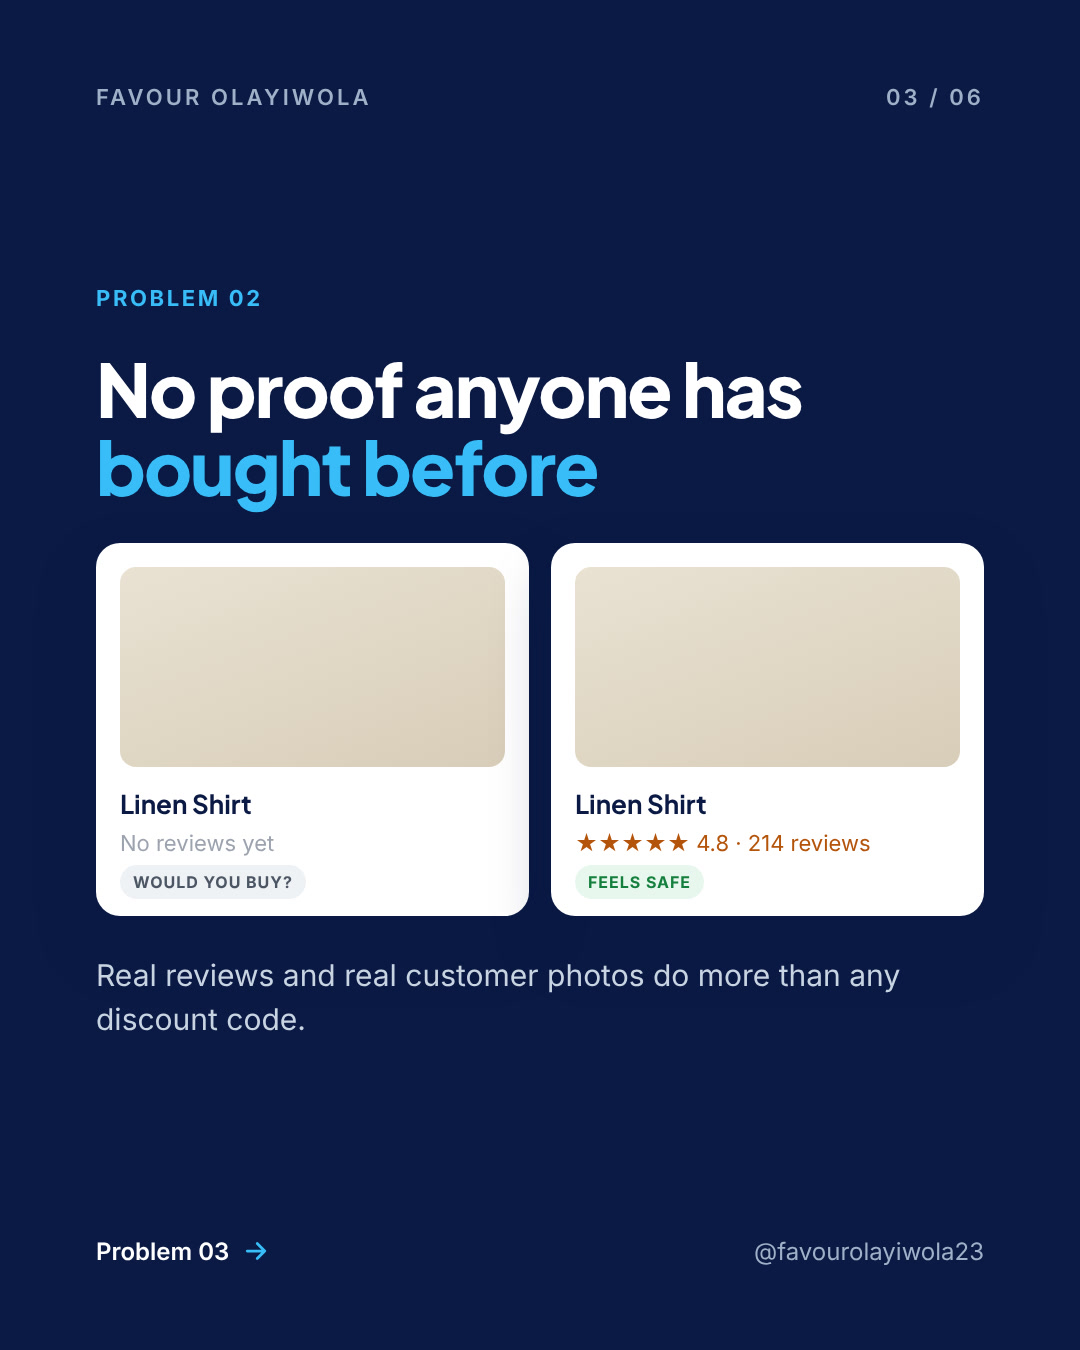 FAVOUR OLAYIWOLA
03 / 06
PROBLEM 02
No proof anyone has
bought before
Linen Shirt
No reviews yet
WOULD YOU BUY?
Linen Shirt
★★★★★ 4.8 · 214 reviews
FEELS SAFE
Real reviews and real customer photos do more than any
discount code.
Problem 03 →
@favourolayiwola23